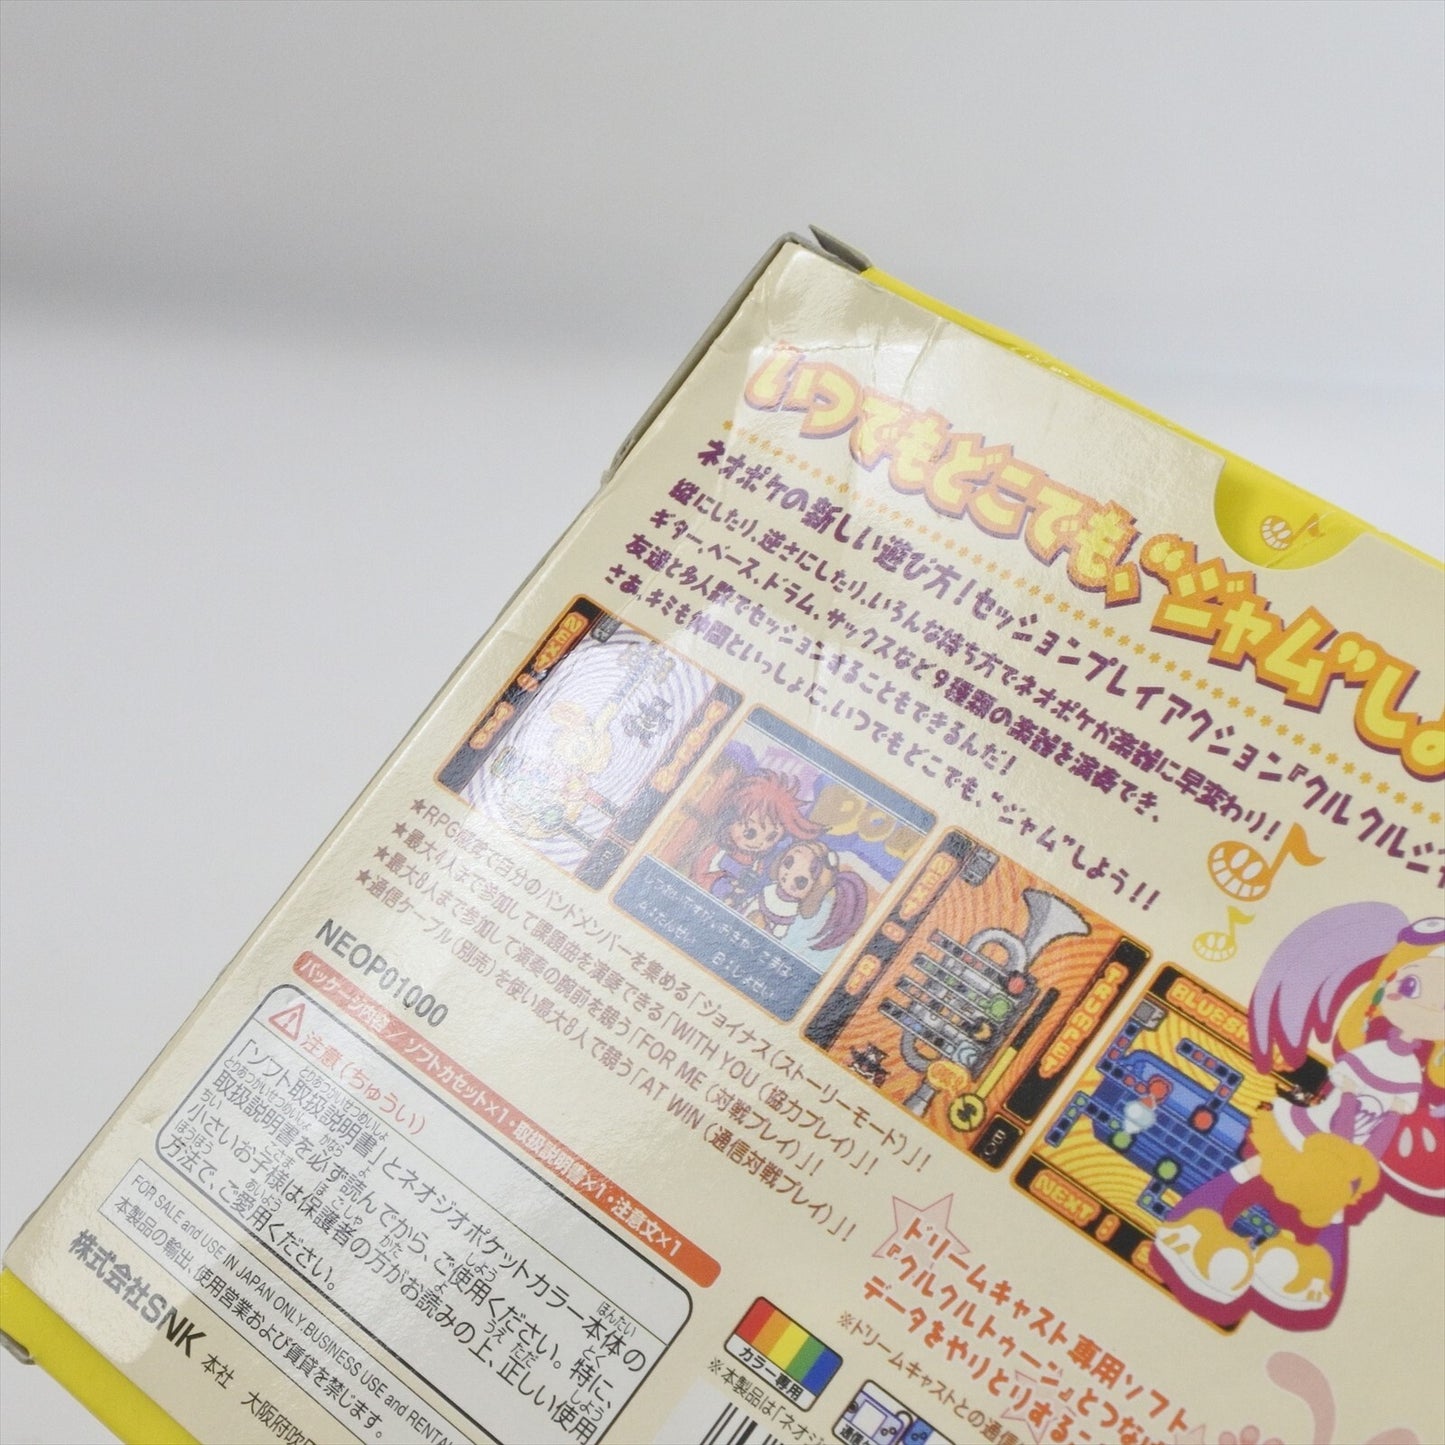 いつでもどこでも、“ジャム”し
ネオポケの新しい遊び方！セッションプレイアクション『クルクルジャ
縦にしたり、逆さにしたり、いろんな持ち方でネオポケが楽器に早変わり！
ギター、ベース、ドラム、サックスなど9種類の楽器を演奏でき、
友達と多人数でセッションすることもできるんだ！
さあ、キミも仲間といっしょに、いつでもどこでも、“ジャム”しよう！！
TRUMPET
NEXT
★RPG感覚で自分のバンドメンバーを集める「ジョイナス（ストーリーモード）」！
★最大4人まで参加して課題曲を演奏できる「WITH YOU（協力プレイ）」！
★最大8人まで参加して演奏の腕前を競う「FOR ME（対戦プレイ）」！
★通信ケーブル（別売）を使い最大8人で競う「AT WIN（通信対戦プレイ）」！
NEOP01000
パッケージ内容／ソフトカセット×1・取扱説明書×1・注意文×1
注意（ちゅうい）
「ソフト取扱説明書」とネオジオポケットカラー本体の
取扱説明書を必ず読んでから、ご使用ください。特に、
小さいお子様は保護者の方がお読みの上、正しい使用
方法で、ご愛用ください。
FOR SALE and USE IN JAPAN ONLY.BUSINESS USE and RENTAL
本製品の輸出、使用営業および賃貸を禁じます。
株式会社SNK 本社 大阪府吹
ドリームキャスト専用ソフト
『クルクルトゥーン』とつなげ
データをやりとりする
※ドリームキャストとの通信
カラー専用
※本製品は「ネオジ
通信ケ